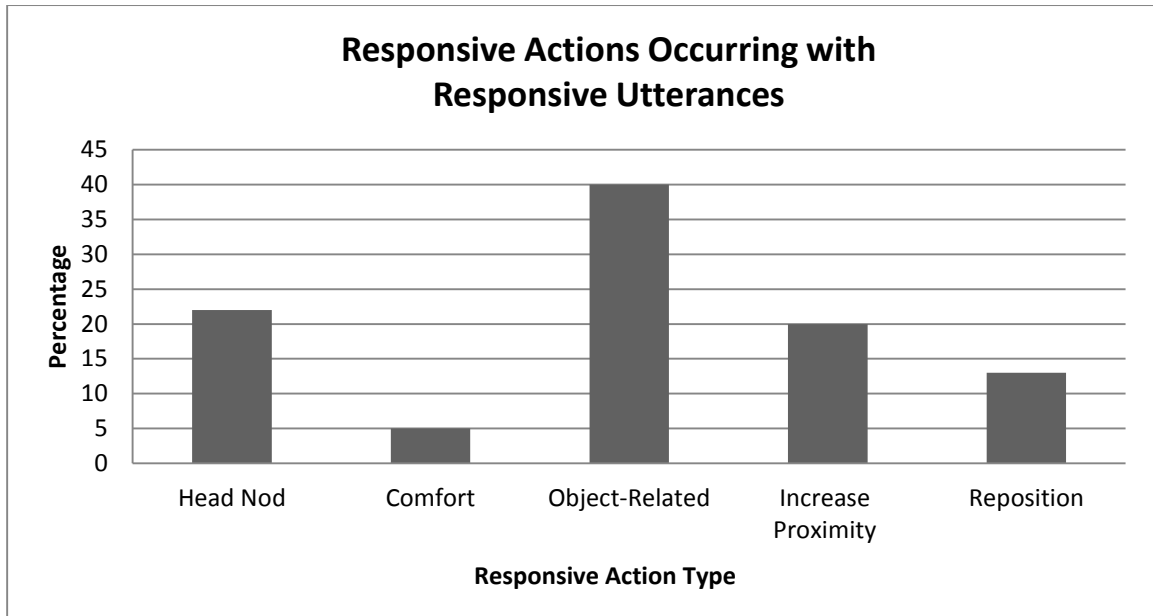 Responsive Actions Occurring with
Responsive Utterances
45
40
35
30
25
20
15
10
5
0
Percentage
Head Nod
Comfort
Object-Related
Increase
Proximity
Reposition
Responsive Action Type